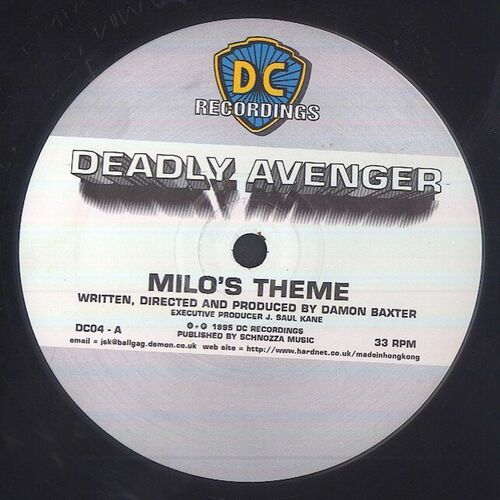 DC
RECORDINGS
DEADLY AVENGER
MILO'S THEME
WRITTEN, DIRECTED AND PRODUCED BY DAMON BAXTER
EXECUTIVE PRODUCER J. SAUL KANE
DC04 - A
℗ + © 1995 DC RECORDINGS
PUBLISHED BY SCHNOZZA MUSIC
33 RPM
email = jsk@ballgag.demon.co.uk web site = http://www.hardnet.co.uk/madeinhongkong